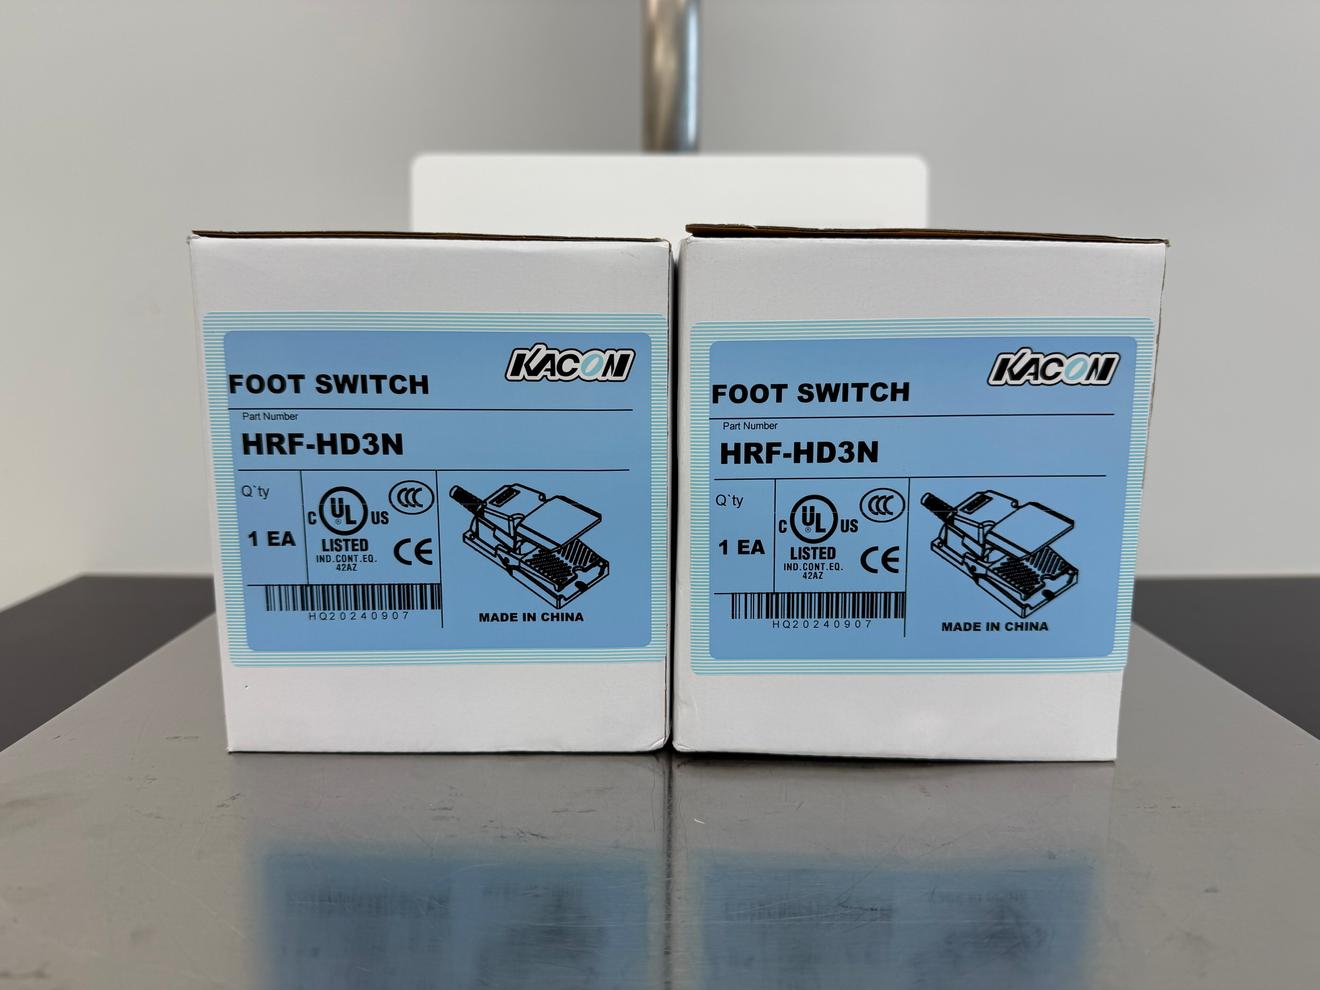 KACON
FOOT SWITCH
Part Number
HRF-HD3N
Q`ty
1 EA
C UL US
®
LISTED
IND.CONT.EQ.
42AZ
CCC
CE
HQ20240907
MADE IN CHINA
KACON
FOOT SWITCH
Part Number
HRF-HD3N
Q`ty
1 EA
C UL US
®
LISTED
IND.CONT.EQ.
42AZ
CCC
CE
HQ20240907
MADE IN CHINA